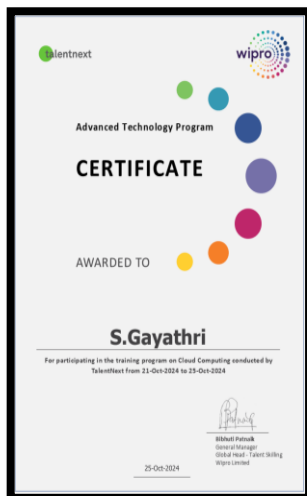 talentnext
wipro
Advanced Technology Program
CERTIFICATE
AWARDED TO
S.Gayathri
For participating in the training program on Cloud Computing conducted by
TalentNext from 21-Oct-2024 to 25-Oct-2024
Bibhuti Patnaik
General Manager
Global Head - Talent Skilling
Wipro Limited
25-Oct-2024